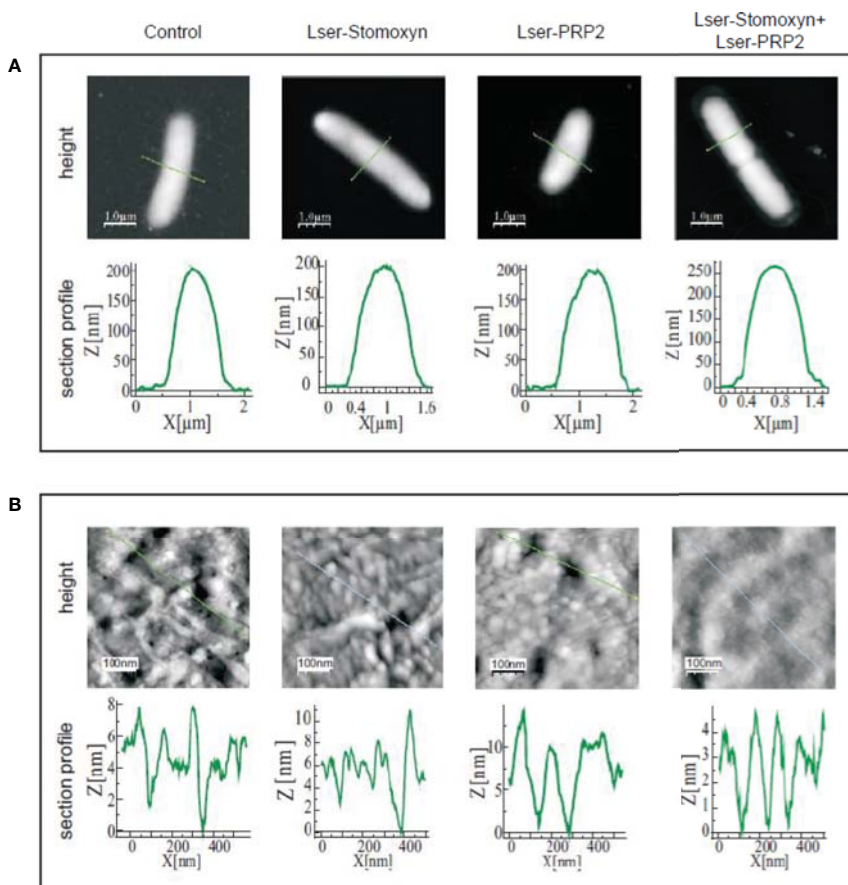 Control Lser-Stomoxyn Lser-PRP2 Lser-Stomoxyn+
Lser-PRP2
A
height
1.0µm 1.0µm 1.0µm 1.0µm
section profile
Z[nm] 200 150 100 50 0
0 1 2
X[µm]
Z[nm] 200 150 100 50 0
0 0.4 1 1.6
X[µm]
Z[nm] 200 150 100 50 0
0 1 2
X[µm]
Z[nm] 250 200 150 100 50 0
0 0.4 0.8 1.4
X[µm]
B
height
100nm 100nm 100nm 100nm
section profile
Z[nm] 8 6 4 2 0
0 200 400
X[nm]
Z[nm] 10 8 6 4 2 0
0 200 400
X[nm]
Z[nm] 10 5 0
0 200 400
X[nm]
Z[nm] 4 3 2 1 0
0 200 400
X[nm]